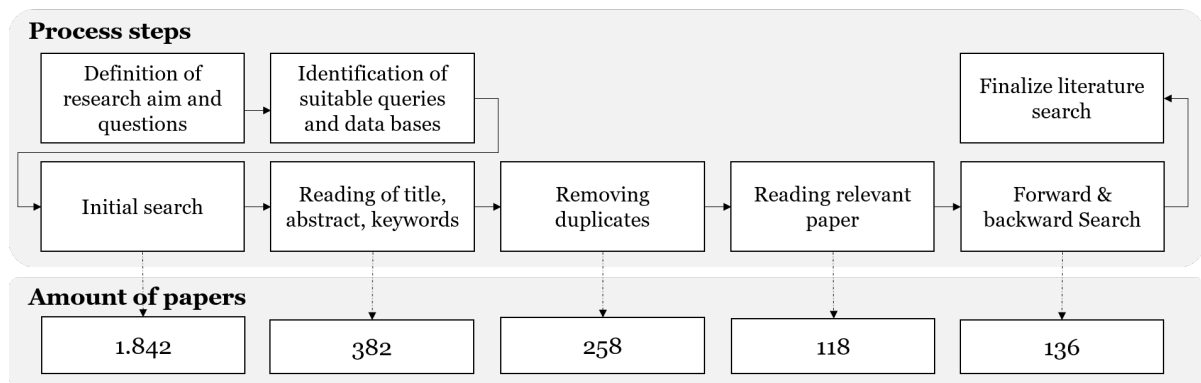 Process steps
Definition of
research aim and
questions
Identification of
suitable queries
and data bases
Finalize literature
search
Initial search
Reading of title,
abstract, keywords
Removing
duplicates
Reading relevant
paper
Forward &
backward Search
Amount of papers
1.842
382
258
118
136